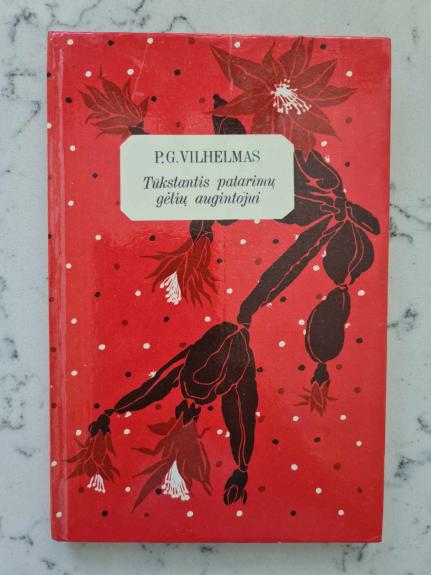 P.G.VILHELMAS
Tūkstantis patarimų
gėlių augintojui